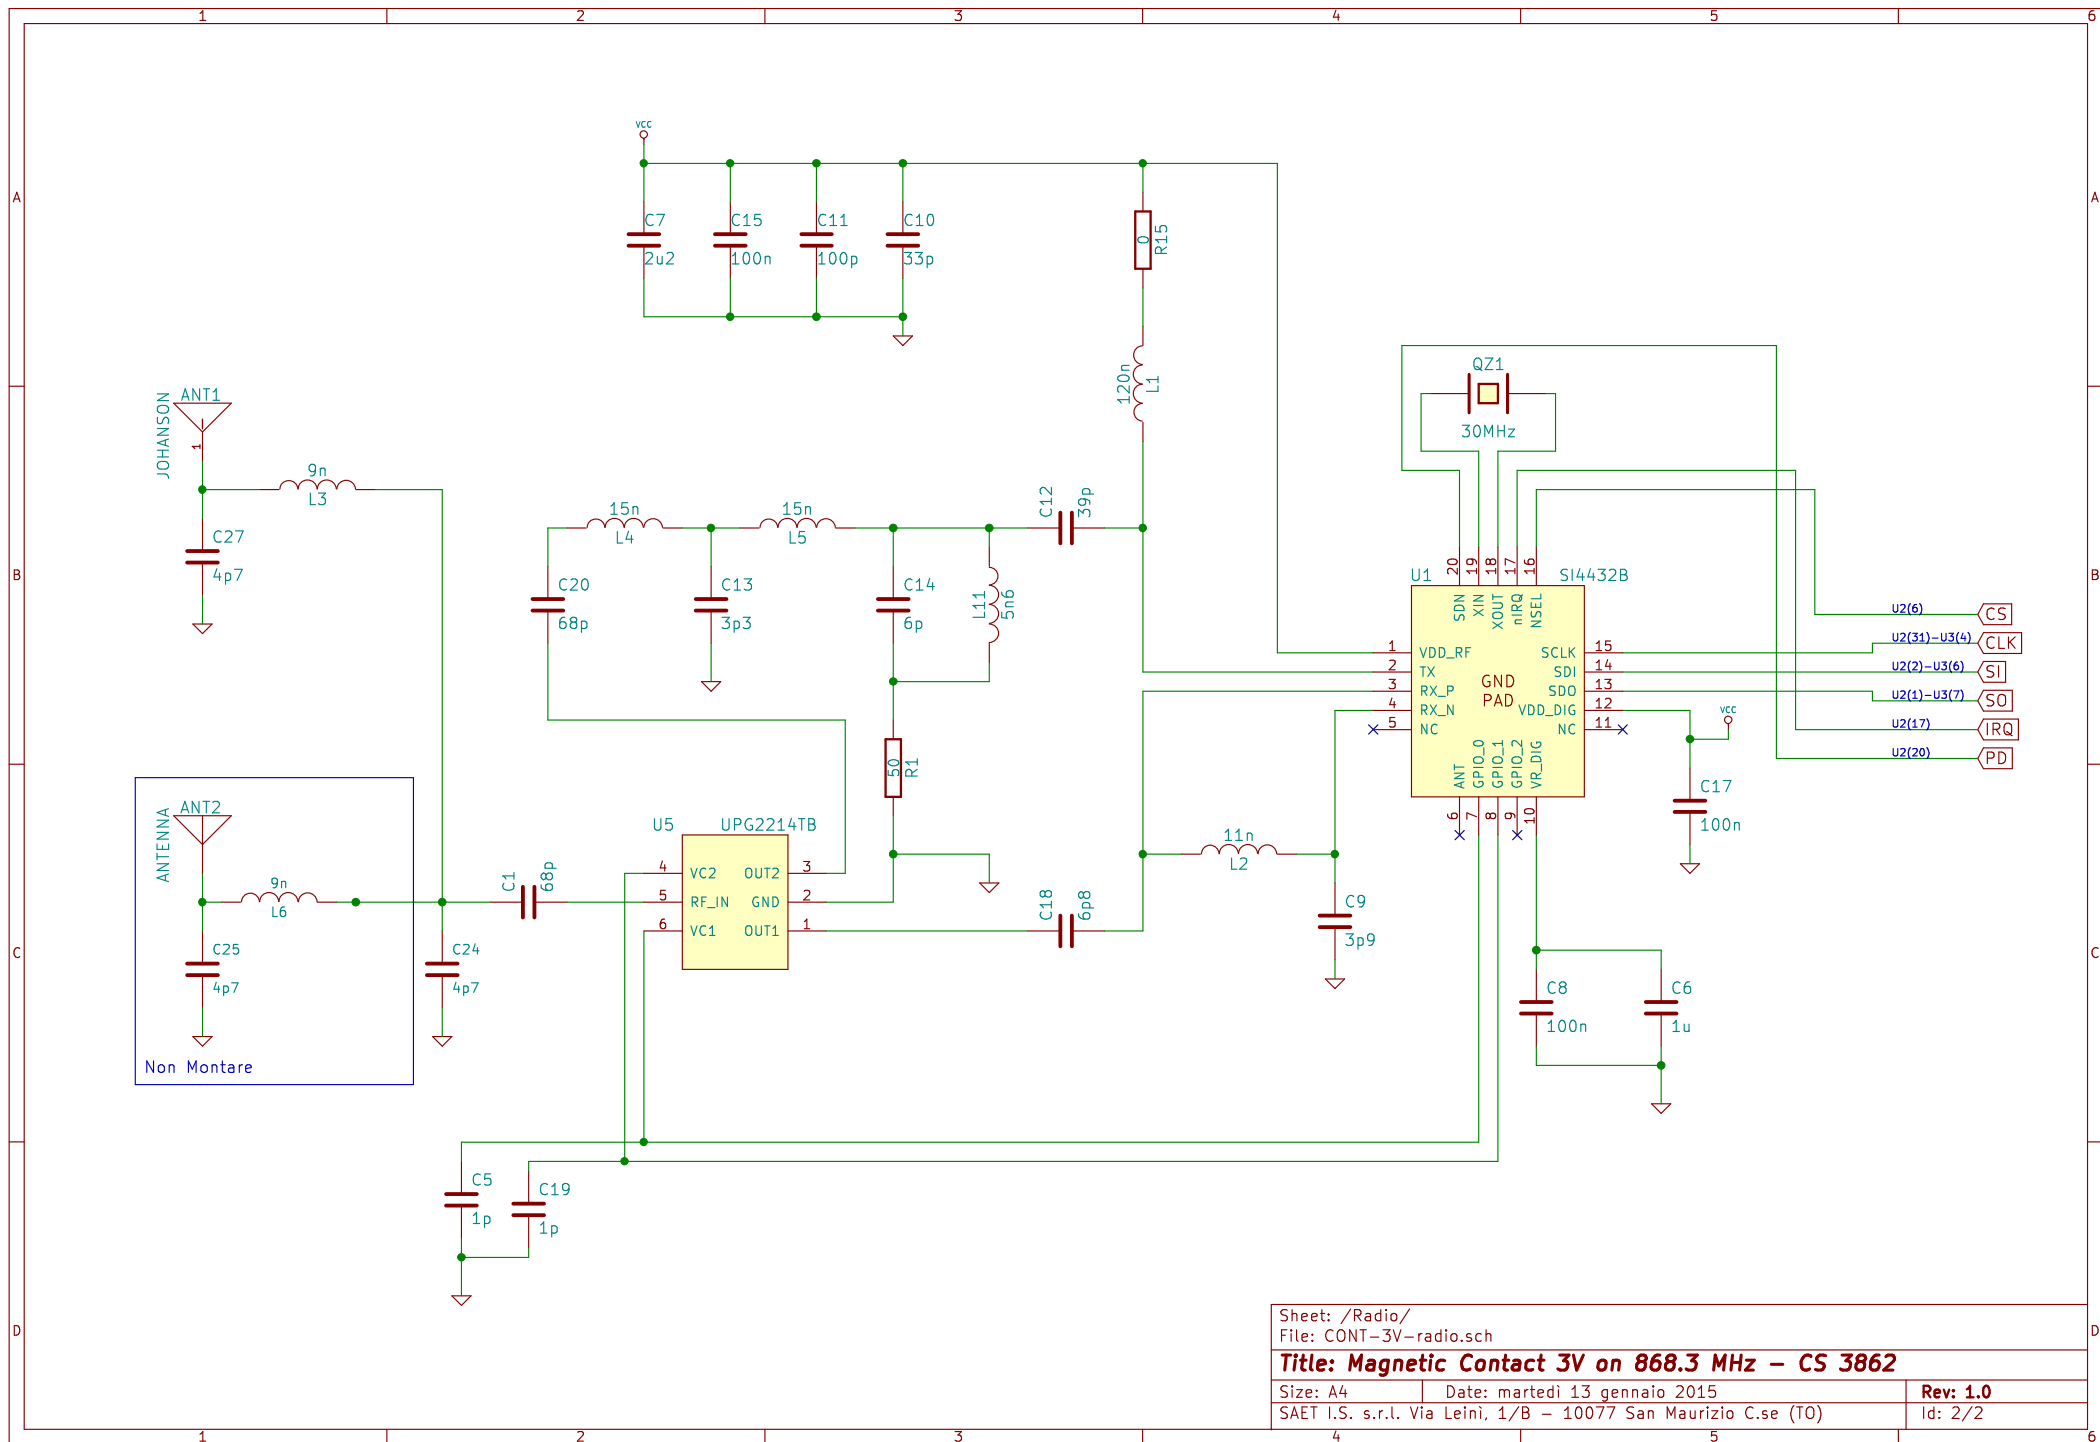 1 2 3 4 5 6
A A
B B
C C
D D
VCC
C7
2u2
C15
100n
C11
100p
C10
33p
0
R15
120n
L1
JOHANSON
ANT1
1
9n
L3
C27
4p7
15n
L4
15n
L5
C12
39p
C20
68p
C13
3p3
C14
6p
L11
5n6
50
R1
QZ1
30MHz
U1
SI4432B
20 19 18 17 16
SDN XIN XOUT nIRQ NSEL
1 VDD_RF
2 TX
3 RX_P
4 RX_N
5 NC
GND
PAD
SCLK 15
SDI 14
SDO 13
VDD_DIG 12
NC 11
ANT GPIO_0 GPIO_1 GPIO_2 VR_DIG
6 7 8 9 10
U2(6) CS
U2(31)-U3(4) CLK
U2(2)-U3(6) SI
U2(1)-U3(7) SO
U2(17) IRQ
U2(20) PD
VCC
C17
100n
ANTENNA
ANT2
9n
L6
C25
4p7
Non Montare
C24
4p7
C1
68p
U5
UPG2214TB
4 VC2 OUT2 3
5 RF_IN GND 2
6 VC1 OUT1 1
C18
6p8
11n
L2
C9
3p9
C8
100n
C6
1u
C5
1p
C19
1p
Sheet: /Radio/
File: CONT-3V-radio.sch
Title: Magnetic Contact 3V on 868.3 MHz - CS 3862
Size: A4 Date: martedì 13 gennaio 2015 Rev: 1.0
SAET I.S. s.r.l. Via Leinì, 1/B - 10077 San Maurizio C.se (TO) Id: 2/2
1 2 3 4 5 6